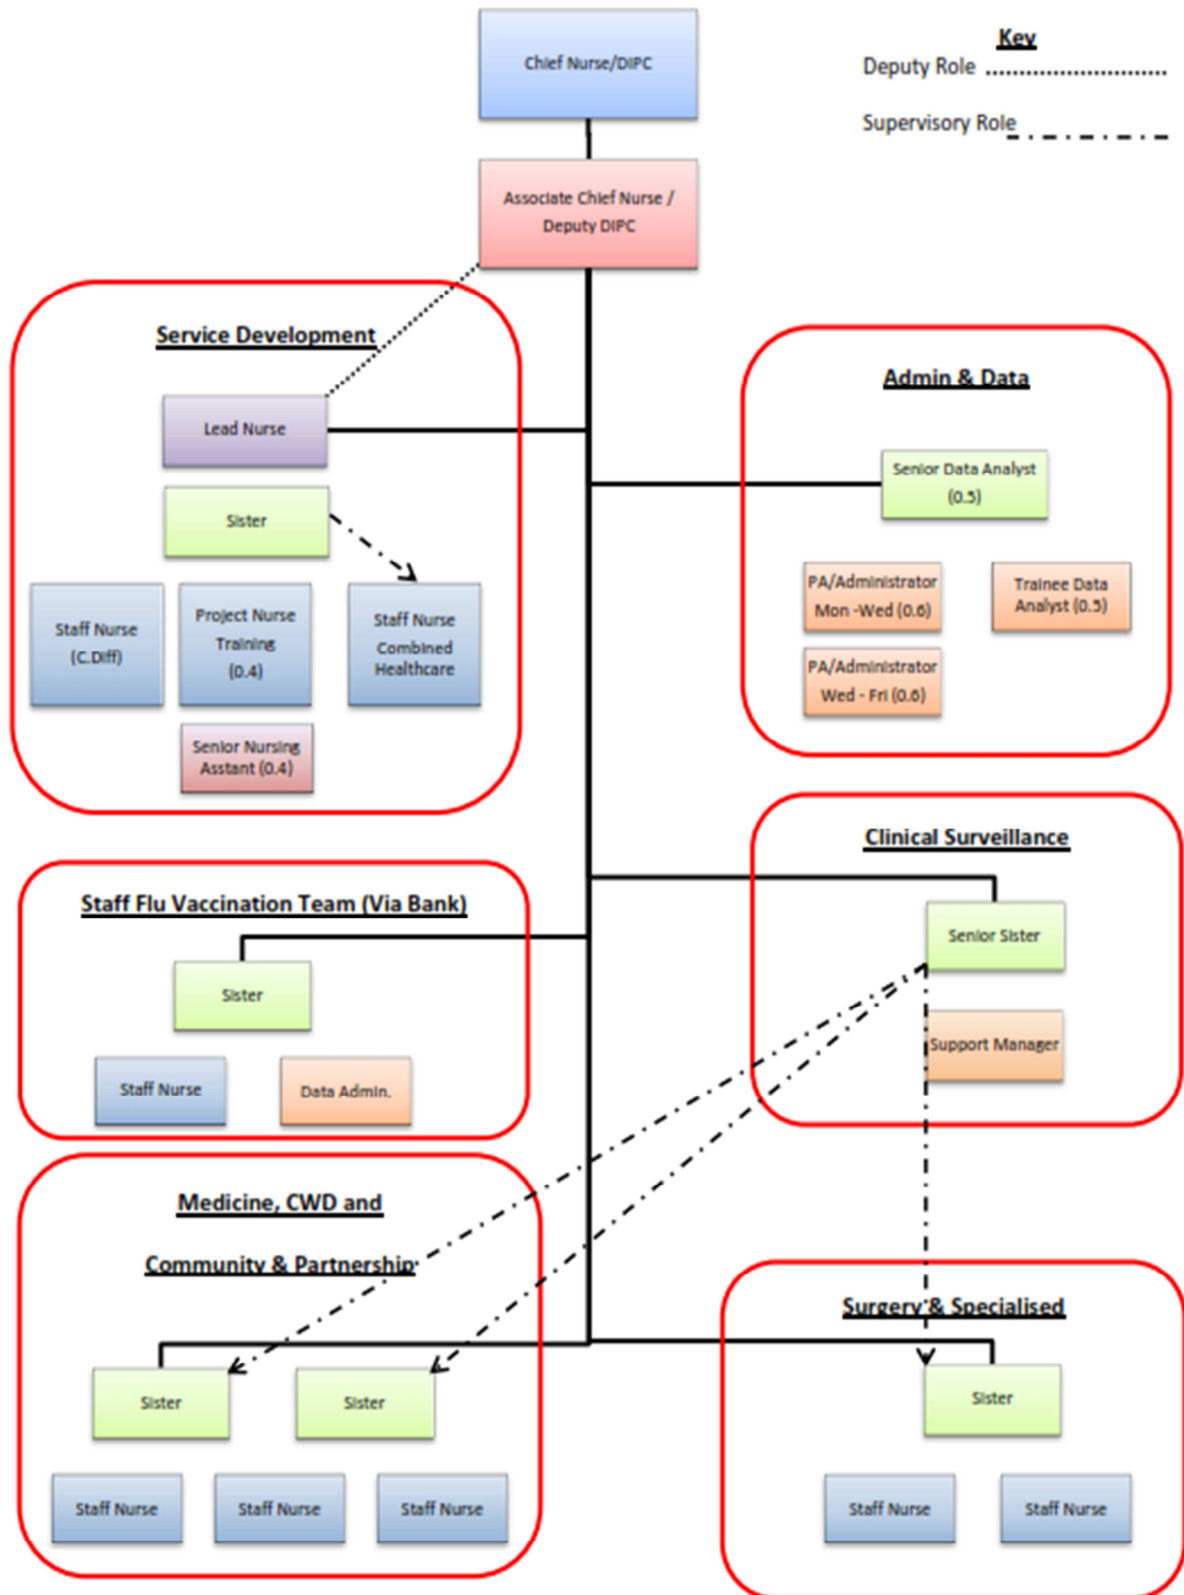 Chief Nurse/DIPC
Key
Deputy Role
Supervisory Role
Associate Chief Nurse /
Deputy DIPC
Service Development
Lead Nurse
Sister
Staff Nurse
(C.Diff)
Project Nurse
Training
(0.4)
Staff Nurse
Combined
Healthcare
Senior Nursing
Asstant (0.4)
Admin & Data
Senior Data Analyst
(0.5)
PA/Administrator
Mon -Wed (0.6)
Trainee Data
Analyst (0.5)
PA/Administrator
Wed - Fri (0.6)
Staff Flu Vaccination Team (Via Bank)
Sister
Staff Nurse
Data Admin.
Clinical Surveillance
Senior Sister
Support Manager
Medicine, CWD and
Community & Partnership
Sister
Sister
Staff Nurse
Staff Nurse
Staff Nurse
Surgery & Specialised
Sister
Staff Nurse
Staff Nurse